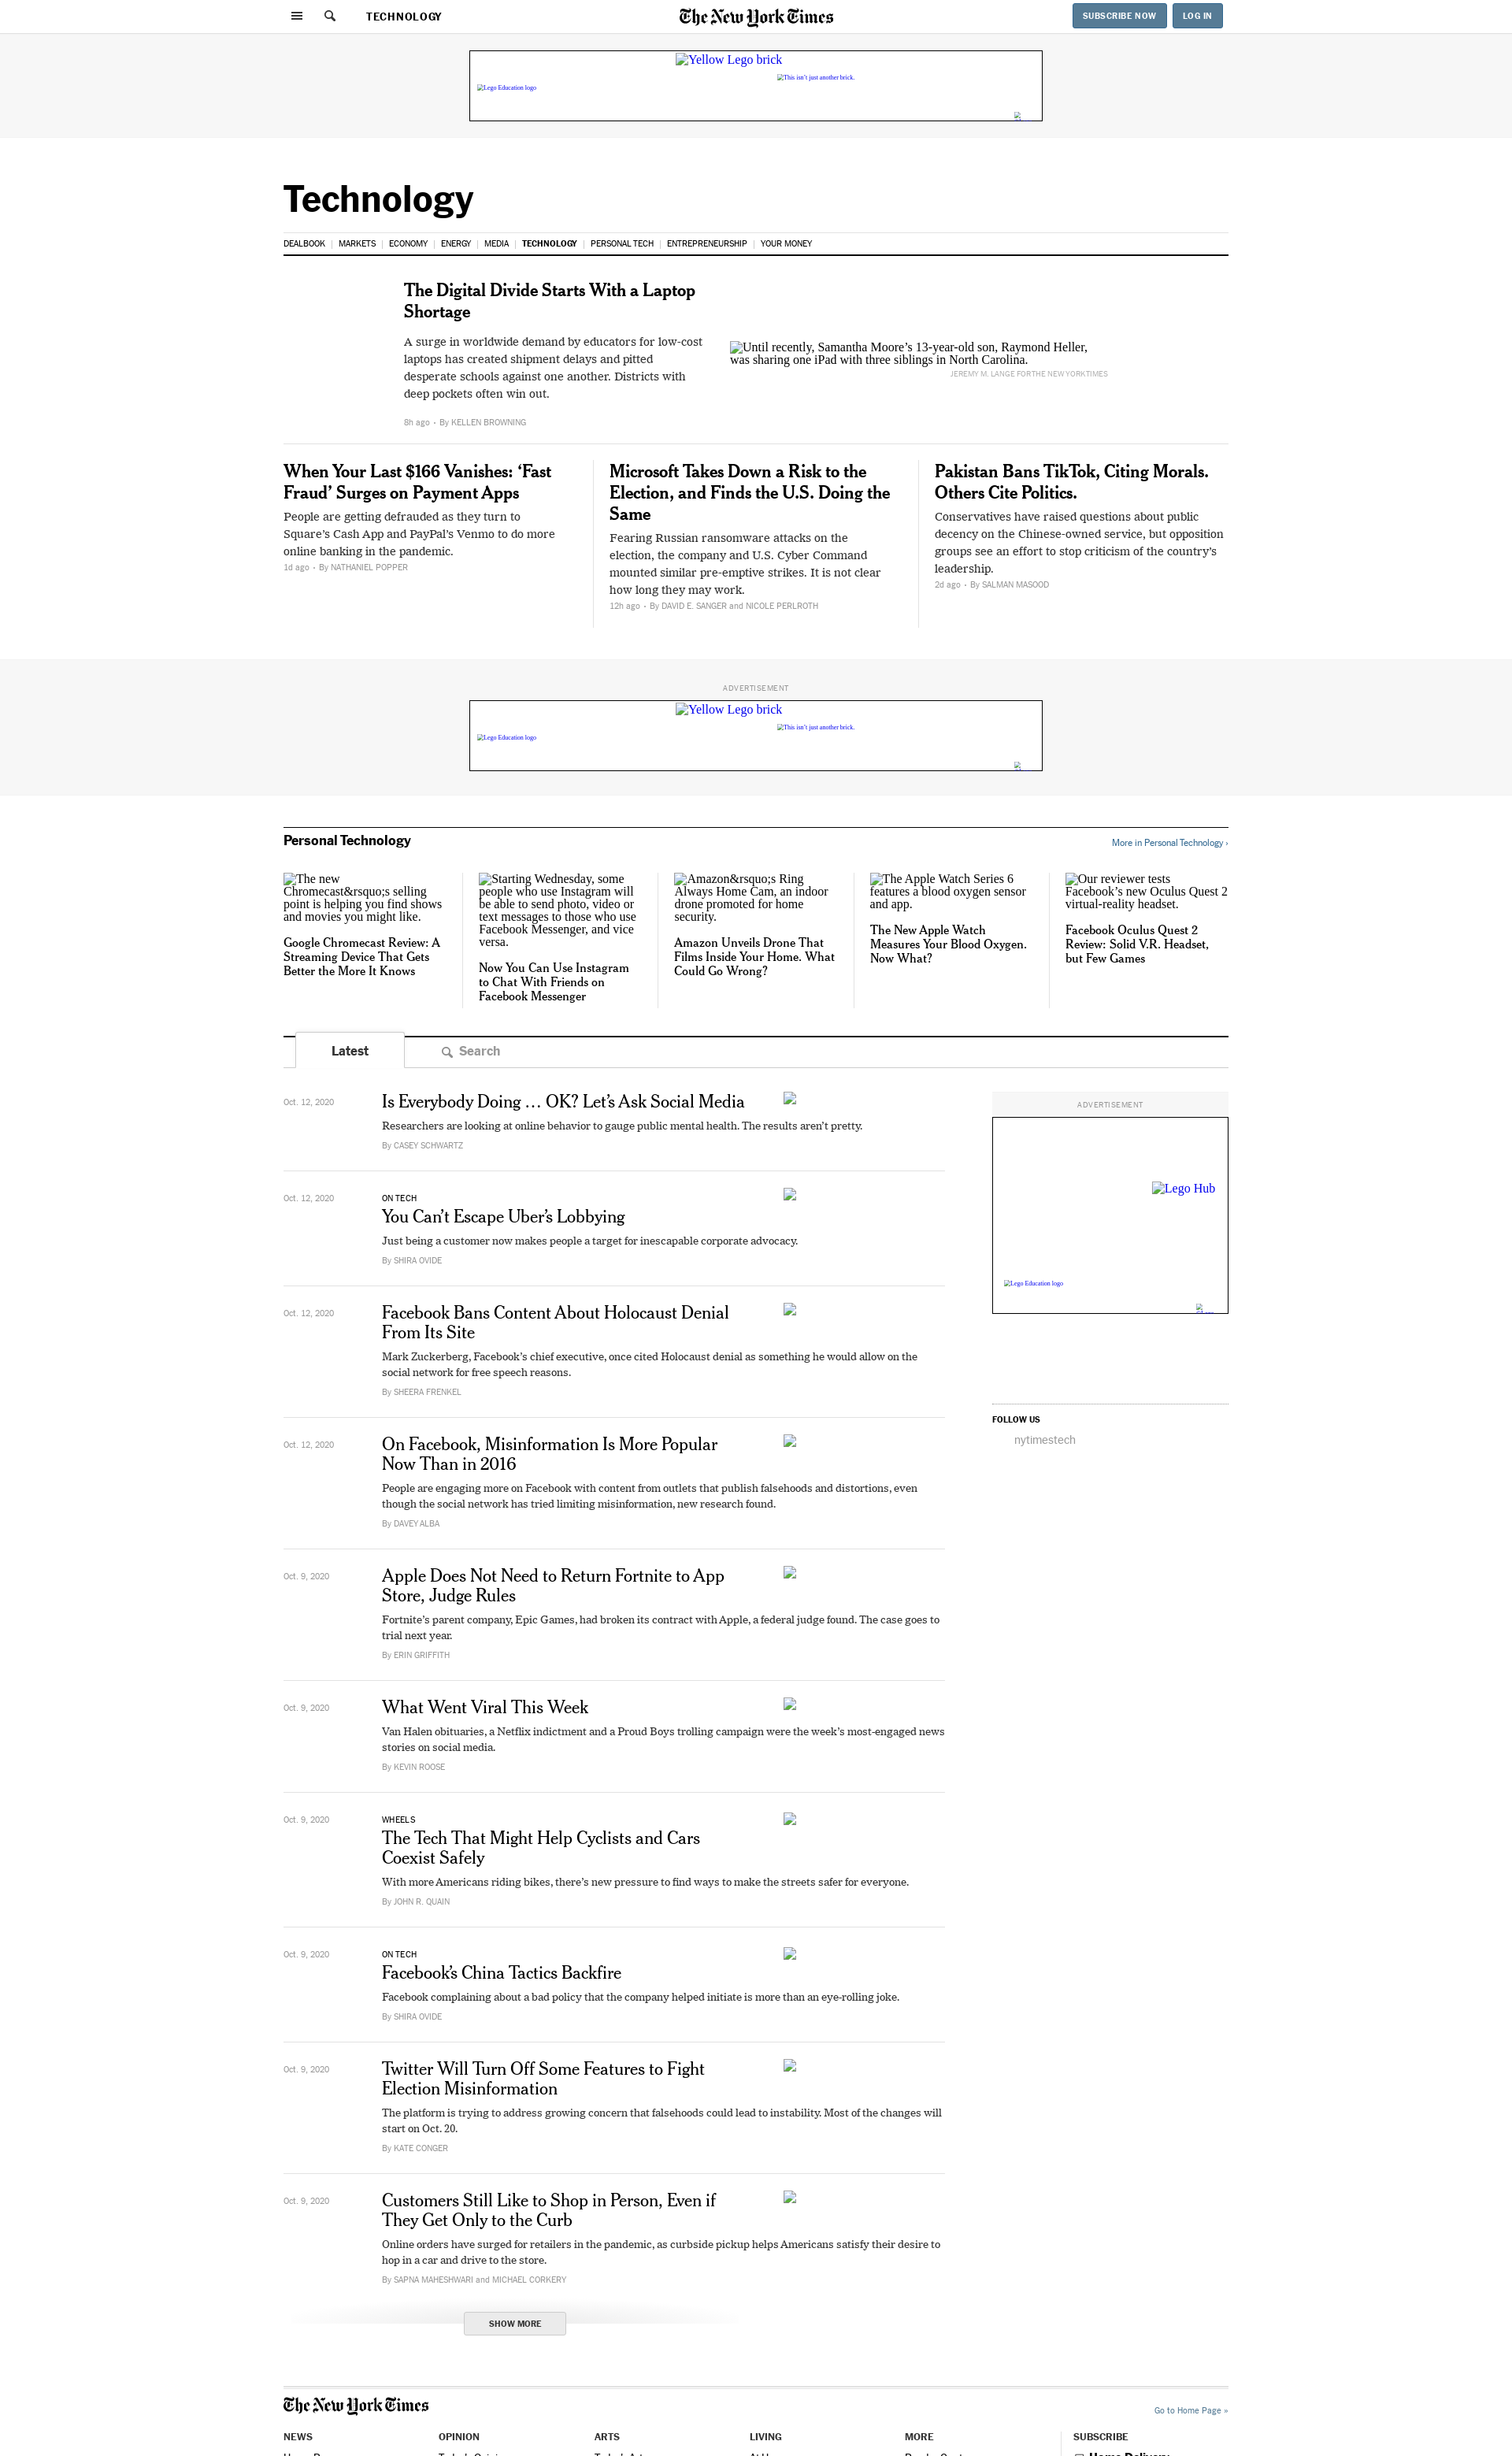 TECHNOLOGY
The New York Times
SUBSCRIBE NOW
LOG IN
Yellow Lego brick
This isn't just another brick.
Lego Education logo
Technology
DEALBOOK
MARKETS
ECONOMY
ENERGY
MEDIA
TECHNOLOGY
PERSONAL TECH
ENTREPRENEURSHIP
YOUR MONEY
The Digital Divide Starts With a Laptop
Shortage
A surge in worldwide demand by educators for low-cost
laptops has created shipment delays and pitted
desperate schools against one another. Districts with
deep pockets often win out.
8h ago • By KELLEN BROWNING
Until recently, Samantha Moore’s 13-year-old son, Raymond Heller,
was sharing one iPad with three siblings in North Carolina.
JEREMY M. LANGE FOR THE NEW YORK TIMES
When Your Last $166 Vanishes: ‘Fast
Fraud’ Surges on Payment Apps
People are getting defrauded as they turn to
Square’s Cash App and PayPal’s Venmo to do more
online banking in the pandemic.
1d ago • By NATHANIEL POPPER
Microsoft Takes Down a Risk to the
Election, and Finds the U.S. Doing the
Same
Fearing Russian ransomware attacks on the
election, the company and U.S. Cyber Command
mounted similar pre-emptive strikes. It is not clear
how long they may work.
12h ago • By DAVID E. SANGER and NICOLE PERLROTH
Pakistan Bans TikTok, Citing Morals.
Others Cite Politics.
Conservatives have raised questions about public
decency on the Chinese-owned service, but opposition
groups see an effort to stop criticism of the country’s
leadership.
2d ago • By SALMAN MASOOD
ADVERTISEMENT
Yellow Lego brick
This isn't just another brick.
Lego Education logo
Personal Technology
More in Personal Technology ›
The new
Chromecast&rsquo;s selling
point is helping you find shows
and movies you might like.
Google Chromecast Review: A
Streaming Device That Gets
Better the More It Knows
Starting Wednesday, some
people who use Instagram will
be able to send photo, video or
text messages to those who use
Facebook Messenger, and vice
versa.
Now You Can Use Instagram
to Chat With Friends on
Facebook Messenger
Amazon&rsquo;s Ring
Always Home Cam, an indoor
drone promoted for home
security.
Amazon Unveils Drone That
Films Inside Your Home. What
Could Go Wrong?
The Apple Watch Series 6
features a blood oxygen sensor
and app.
The New Apple Watch
Measures Your Blood Oxygen.
Now What?
Our reviewer tests
Facebook’s new Oculus Quest 2
virtual-reality headset.
Facebook Oculus Quest 2
Review: Solid V.R. Headset,
but Few Games
Latest
Search
Oct. 12, 2020
Is Everybody Doing … OK? Let’s Ask Social Media
Researchers are looking at online behavior to gauge public mental health. The results aren’t pretty.
By CASEY SCHWARTZ
Oct. 12, 2020
ON TECH
You Can’t Escape Uber’s Lobbying
Just being a customer now makes people a target for inescapable corporate advocacy.
By SHIRA OVIDE
Oct. 12, 2020
Facebook Bans Content About Holocaust Denial
From Its Site
Mark Zuckerberg, Facebook’s chief executive, once cited Holocaust denial as something he would allow on the
social network for free speech reasons.
By SHEERA FRENKEL
Oct. 12, 2020
On Facebook, Misinformation Is More Popular
Now Than in 2016
People are engaging more on Facebook with content from outlets that publish falsehoods and distortions, even
though the social network has tried limiting misinformation, new research found.
By DAVEY ALBA
Oct. 9, 2020
Apple Does Not Need to Return Fortnite to App
Store, Judge Rules
Fortnite’s parent company, Epic Games, had broken its contract with Apple, a federal judge found. The case goes to
trial next year.
By ERIN GRIFFITH
Oct. 9, 2020
What Went Viral This Week
Van Halen obituaries, a Netflix indictment and a Proud Boys trolling campaign were the week’s most-engaged news
stories on social media.
By KEVIN ROOSE
Oct. 9, 2020
WHEELS
The Tech That Might Help Cyclists and Cars
Coexist Safely
With more Americans riding bikes, there’s new pressure to find ways to make the streets safer for everyone.
By JOHN R. QUAIN
Oct. 9, 2020
ON TECH
Facebook’s China Tactics Backfire
Facebook complaining about a bad policy that the company helped initiate is more than an eye-rolling joke.
By SHIRA OVIDE
Oct. 9, 2020
Twitter Will Turn Off Some Features to Fight
Election Misinformation
The platform is trying to address growing concern that falsehoods could lead to instability. Most of the changes will
start on Oct. 20.
By KATE CONGER
Oct. 9, 2020
Customers Still Like to Shop in Person, Even if
They Get Only to the Curb
Online orders have surged for retailers in the pandemic, as curbside pickup helps Americans satisfy their desire to
hop in a car and drive to the store.
By SAPNA MAHESHWARI and MICHAEL CORKERY
SHOW MORE
ADVERTISEMENT
Lego Hub
Lego Education logo
FOLLOW US
nytimestech
The New York Times
Go to Home Page »
NEWS
OPINION
ARTS
LIVING
MORE
SUBSCRIBE